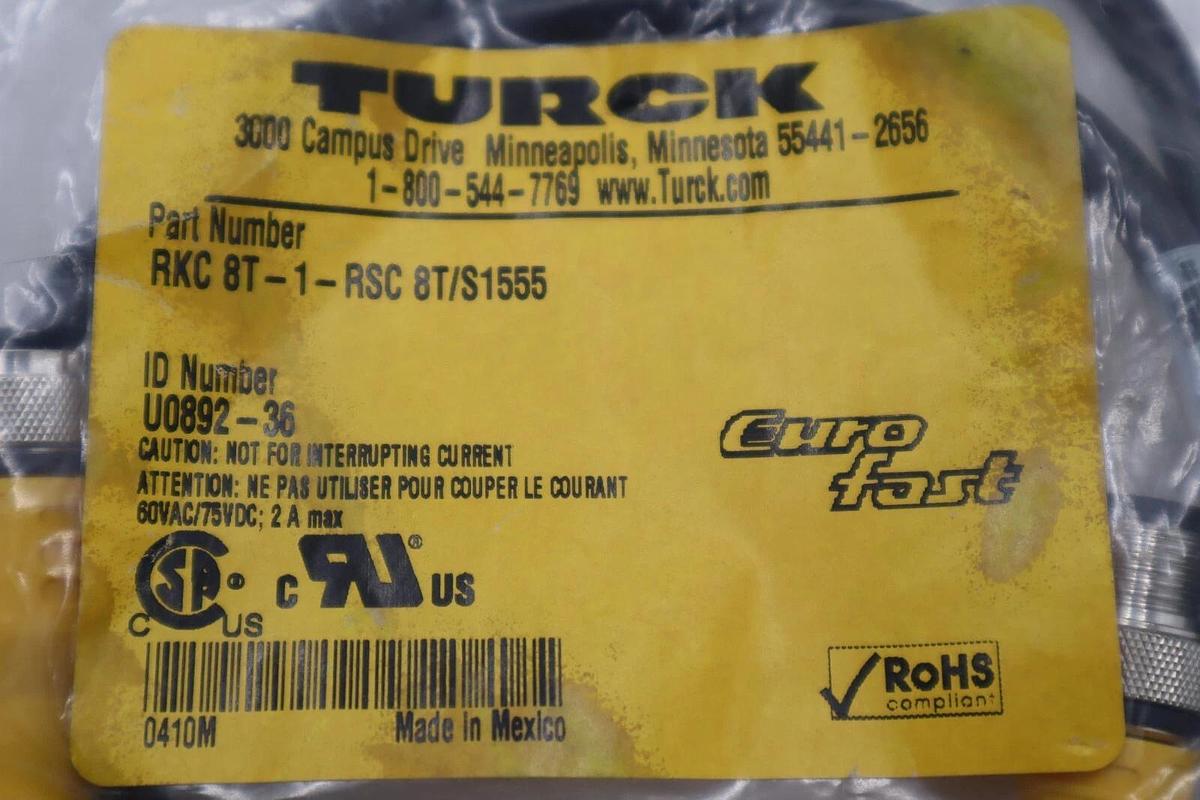 TURCK
3000 Campus Drive Minneapolis, Minnesota 55441-2656
1-800-544-7769 www.Turck.com
Part Number
RKC 8T-1-RSC 8T/S1555
ID Number
U0892-36
CAUTION: NOT FOR INTERRUPTING CURRENT
ATTENTION: NE PAS UTILISER POUR COUPER LE COURANT
60VAC/75VDC; 2 A max
Euro
fast
C SA ® C US
C RU ® US
0410M Made in Mexico
RoHS
compliant